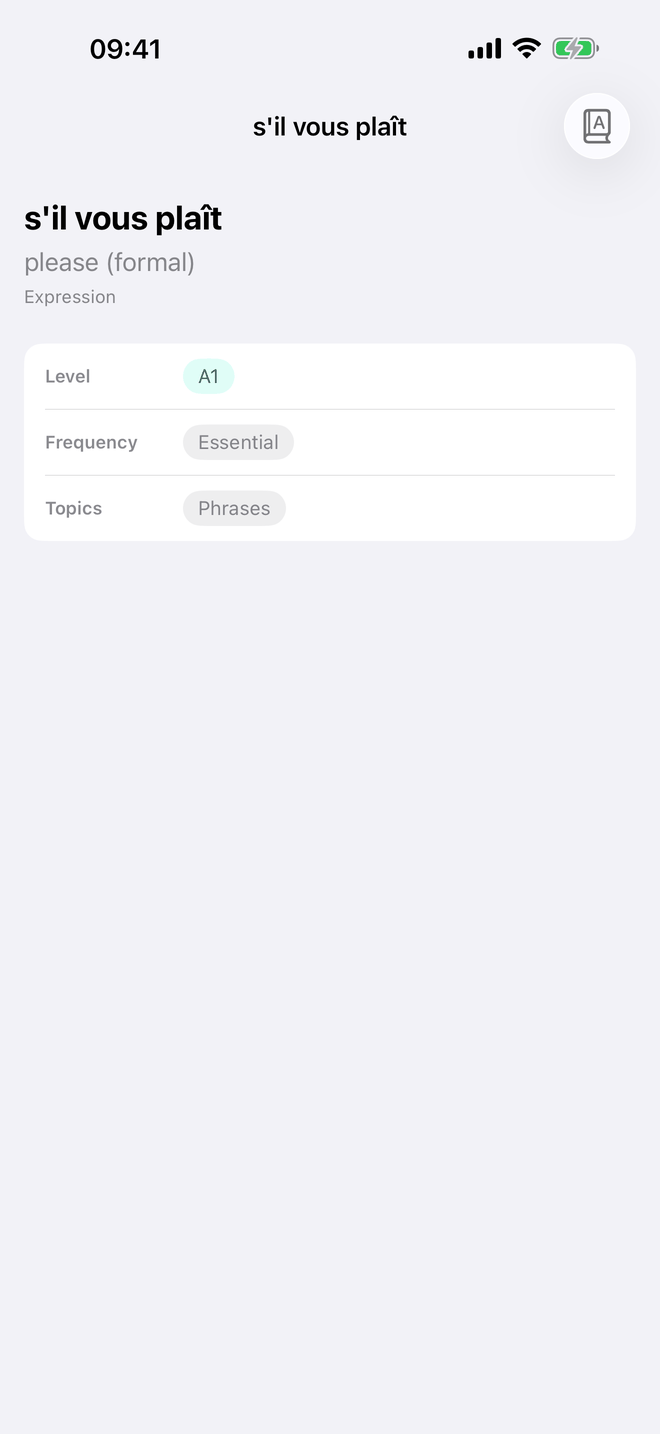 09:41
s'il vous plaît
A
s'il vous plaît
please (formal)
Expression
Level A1
Frequency Essential
Topics Phrases